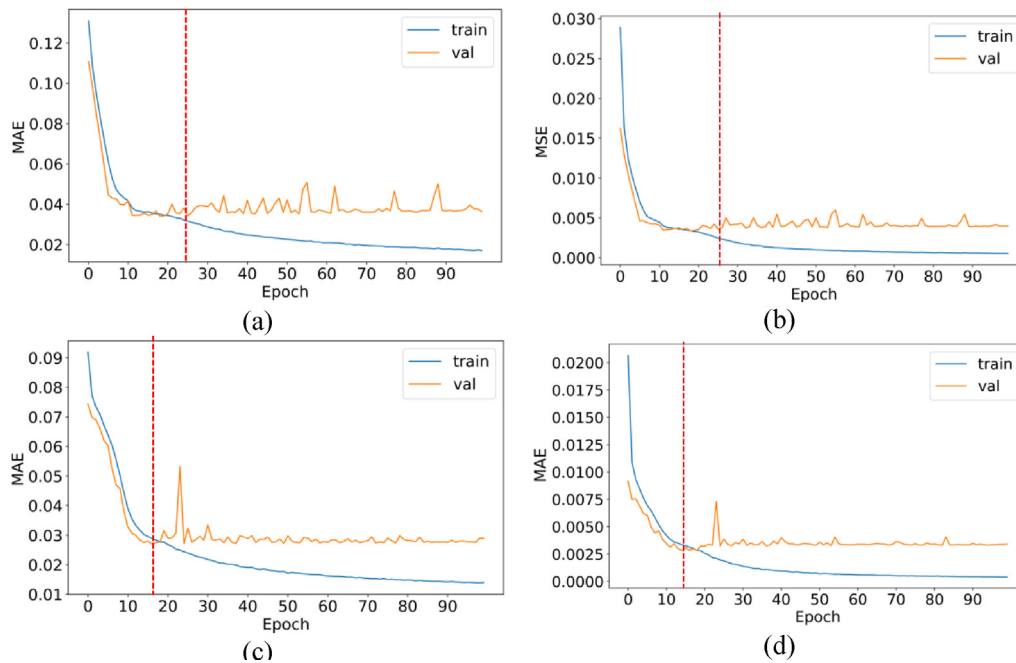 0.12
0.10
0.08
0.06
0.04
0.02
MAE
train
val
0 10 20 30 40 50 60 70 80 90
Epoch
(a)
0.030
0.025
0.020
0.015
0.010
0.005
0.000
MSE
train
val
0 10 20 30 40 50 60 70 80 90
Epoch
(b)
0.09
0.08
0.07
0.06
0.05
0.04
0.03
0.02
0.01
MAE
train
val
0 10 20 30 40 50 60 70 80 90
Epoch
(c)
0.0200
0.0175
0.0150
0.0125
0.0100
0.0075
0.0050
0.0025
0.0000
MAE
train
val
0 10 20 30 40 50 60 70 80 90
Epoch
(d)